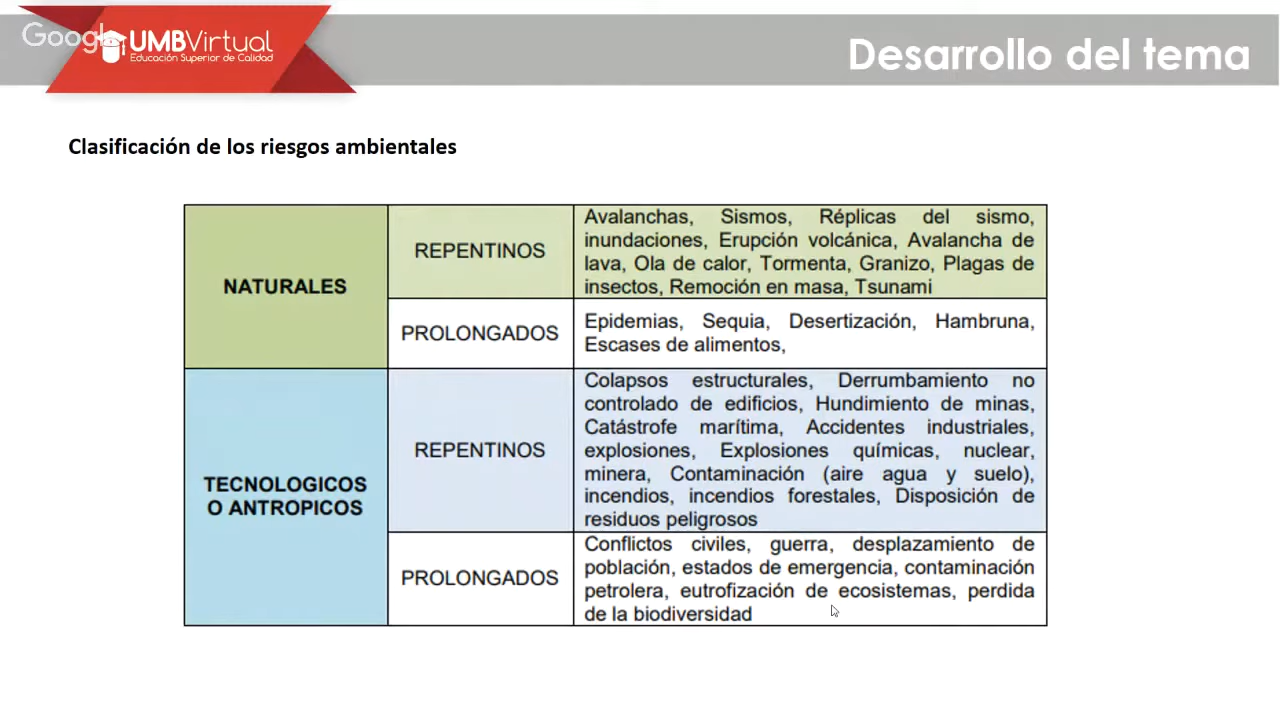 Google
UMBVirtual
Educación Superior de Calidad
Desarrollo del tema
Clasificación de los riesgos ambientales
NATURALES
REPENTINOS
Avalanchas, Sismos, Réplicas del sismo,
inundaciones, Erupción volcánica, Avalancha de
lava, Ola de calor, Tormenta, Granizo, Plagas de
insectos, Remoción en masa, Tsunami
PROLONGADOS
Epidemias, Sequia, Desertización, Hambruna,
Escases de alimentos,
TECNOLOGICOS
O ANTROPICOS
REPENTINOS
Colapsos estructurales, Derrumbamiento no
controlado de edificios, Hundimiento de minas,
Catástrofe marítima, Accidentes industriales,
explosiones, Explosiones químicas, nuclear,
minera, Contaminación (aire agua y suelo),
incendios, incendios forestales, Disposición de
residuos peligrosos
PROLONGADOS
Conflictos civiles, guerra, desplazamiento de
población, estados de emergencia, contaminación
petrolera, eutrofización de ecosistemas, perdida
de la biodiversidad